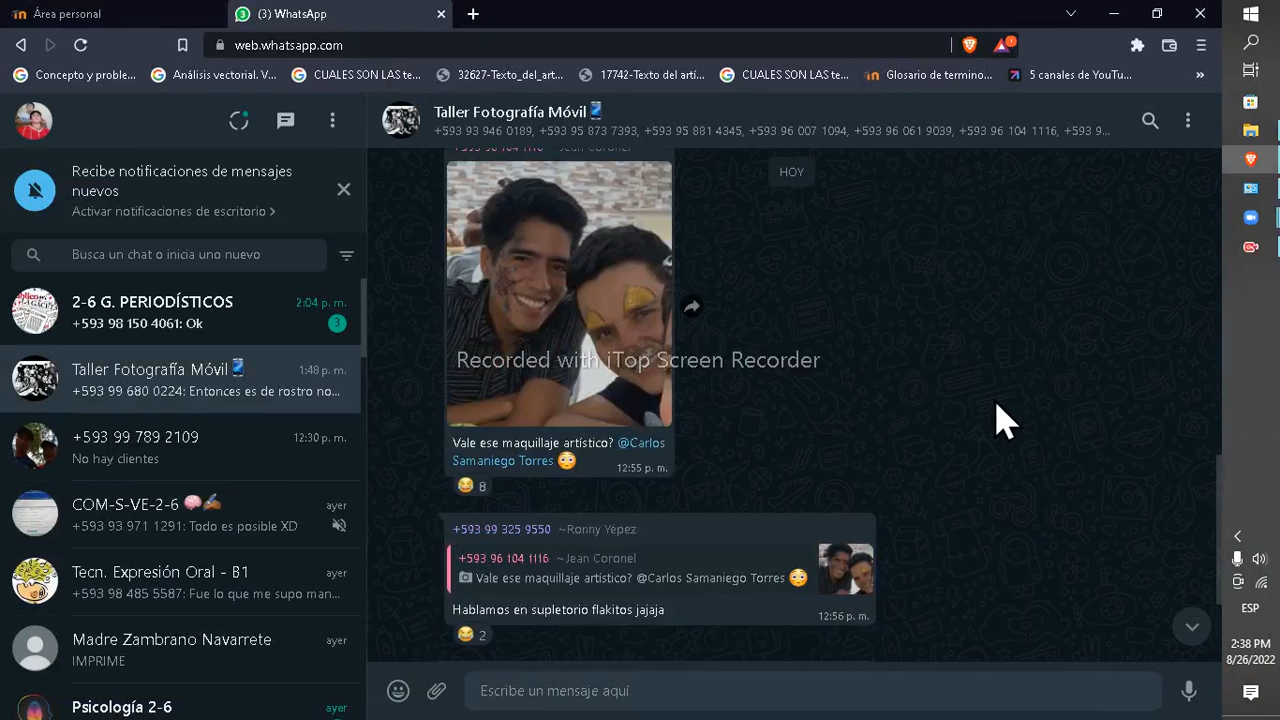 Área personal
(3) WhatsApp
web.whatsapp.com
Concepto y proble...
Análisis vectorial. V...
CUALES SON LAS te...
32627-Texto_del_art...
17742-Texto del artí...
CUALES SON LAS te...
Glosario de termino...
5 canales de YouTu...
Recibe notificaciones de mensajes
nuevos
Activar notificaciones de escritorio
Busca un chat o inicia uno nuevo
2-6 G. PERIODÍSTICOS
2:04 p. m.
+593 98 150 4061: Ok
3
Taller Fotografía Móvil
1:48 p. m.
+593 99 680 0224: Entonces es de rostro no...
+593 99 789 2109
12:30 p. m.
No hay clientes
COM-S-VE-2-6
ayer
+593 93 971 1291: Todo es posible XD
Tecn. Expresión Oral - B1
ayer
+593 98 485 5587: Fue lo que me supo man...
Madre Zambrano Navarrete
ayer
IMPRIME
Psicología 2-6
ayer
Taller Fotografía Móvil
+593 93 946 0189, +593 95 873 7393, +593 95 881 4345, +593 96 007 1094, +593 96 061 9039, +593 96 104 1116, +593 9...
+593 96 104 1116 ~Jean Coronel
HOY
Recorded with iTop Screen Recorder
Vale ese maquillaje artístico? @Carlos
Samaniego Torres
12:55 p. m.
8
+593 99 325 9550 ~Ronny Yépez
+593 96 104 1116 ~Jean Coronel
Vale ese maquillaje artístico? @Carlos Samaniego Torres
Hablamos en supletorio flakitos jajaja
12:56 p. m.
2
Escribe un mensaje aquí
ESP
2:38 PM
8/26/2022